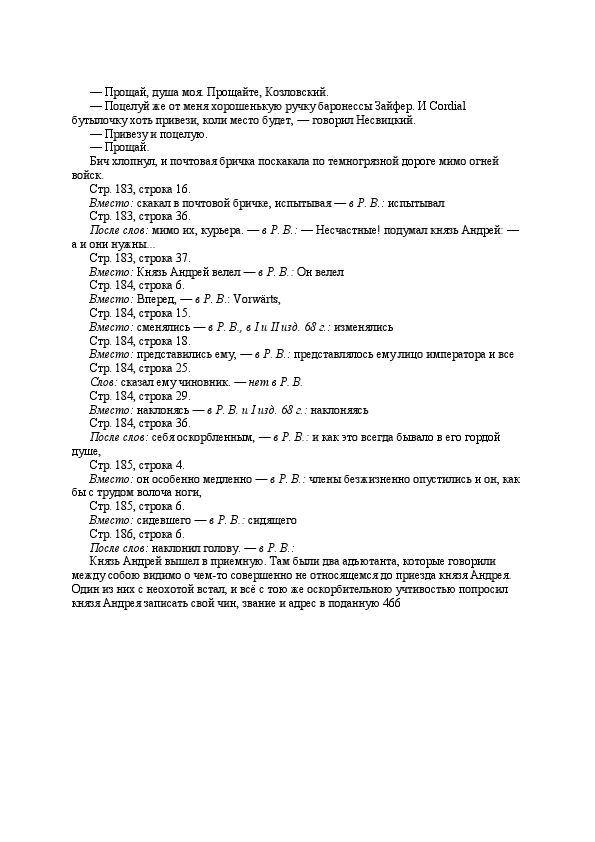 — Прощай, душа моя. Прощайте, Козловский.
— Поцелуй же от меня хорошенькую ручку баронессы Зайфер. И Cordial
бутылочку хоть привези, коли место будет, — говорил Несвицкий.
— Привезу и поцелую.
— Прощай.
Бич хлопнул, и почтовая бричка поскакала по темногрязной дороге мимо огней
войск.
Стр. 183, строка 16.
Вместо: скакал в почтовой бричке, испытывая — в Р. В.: испытывал
Стр. 183, строка 36.
После слов: мимо их, курьера. — в Р. В.: — Несчастные! подумал князь Андрей: —
а и они нужны...
Стр. 183, строка 37.
Вместо: Князь Андрей велел — в Р. В.: Он велел
Стр. 184, строка 6.
Вместо: Вперед, — в Р. В.: Vorwärts,
Стр. 184, строка 15.
Вместо: сменялись — в Р. В., в I и II изд. 68 г.: изменялись
Стр. 184, строка 18.
Вместо: представились ему, — в Р. В.: представлялось ему лицо императора и все
Стр. 184, строка 25.
Слов: сказал ему чиновник. — нет в Р. В.
Стр. 184, строка 29.
Вместо: наклонясь — в Р. В. и I изд. 68 г.: наклоняясь
Стр. 184, строка 36.
После слов: себя оскорбленным, — в Р. В.: и как это всегда бывало в его гордой
душе,
Стр. 185, строка 4.
Вместо: он особенно медленно — в Р. В.: члены безжизненно опустились и он, как
бы с трудом волоча ноги,
Стр. 185, строка 6.
Вместо: сидевшего — в Р. В.: сидящего
Стр. 186, строка 6.
После слов: наклонил голову. — в Р. В.:
Князь Андрей вышел в приемную. Там были два адъютанта, которые говорили
между собою видимо о чем-то совершенно не относящемся до приезда князя Андрея.
Один из них с неохотой встал, и всё с тою же оскорбительною учтивостью попросил
князя Андрея записать свой чин, звание и адрес в поданную 466